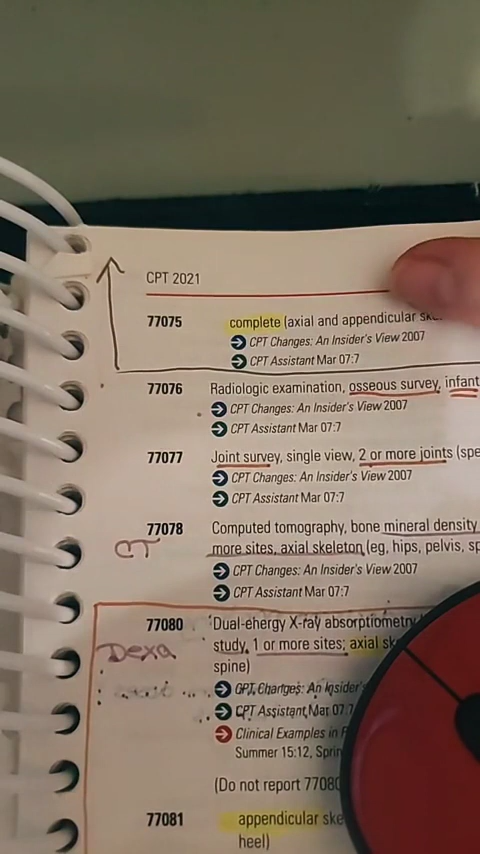 CPT 2021
77075 complete (axial and appendicular
CPT Changes: An Insider's View 2007
CPT Assistant Mar 07:7
77076 Radiologic examination, osseous survey, infant
CPT Changes: An Insider's View 2007
CPT Assistant Mar 07:7
77077 Joint survey, single view, 2 or more joints (spe
CPT Changes: An Insider's View 2007
CPT Assistant Mar 07:7
77078 Computed tomography, bone mineral density
CT more sites, axial skeleton (eg, hips, pelvis, sp
CPT Changes: An Insider's View 2007
CPT Assistant Mar 07:7
77080 Dual-energy X-ray absorptiometry
Dexa study, 1 or more sites; axial sk
spine)
CPT Changes: An Insider's
CPT Assistant Mar 07:7
Clinical Examples in
Summer 15:12, Sprin
(Do not report 77080
77081 appendicular ske
heel)